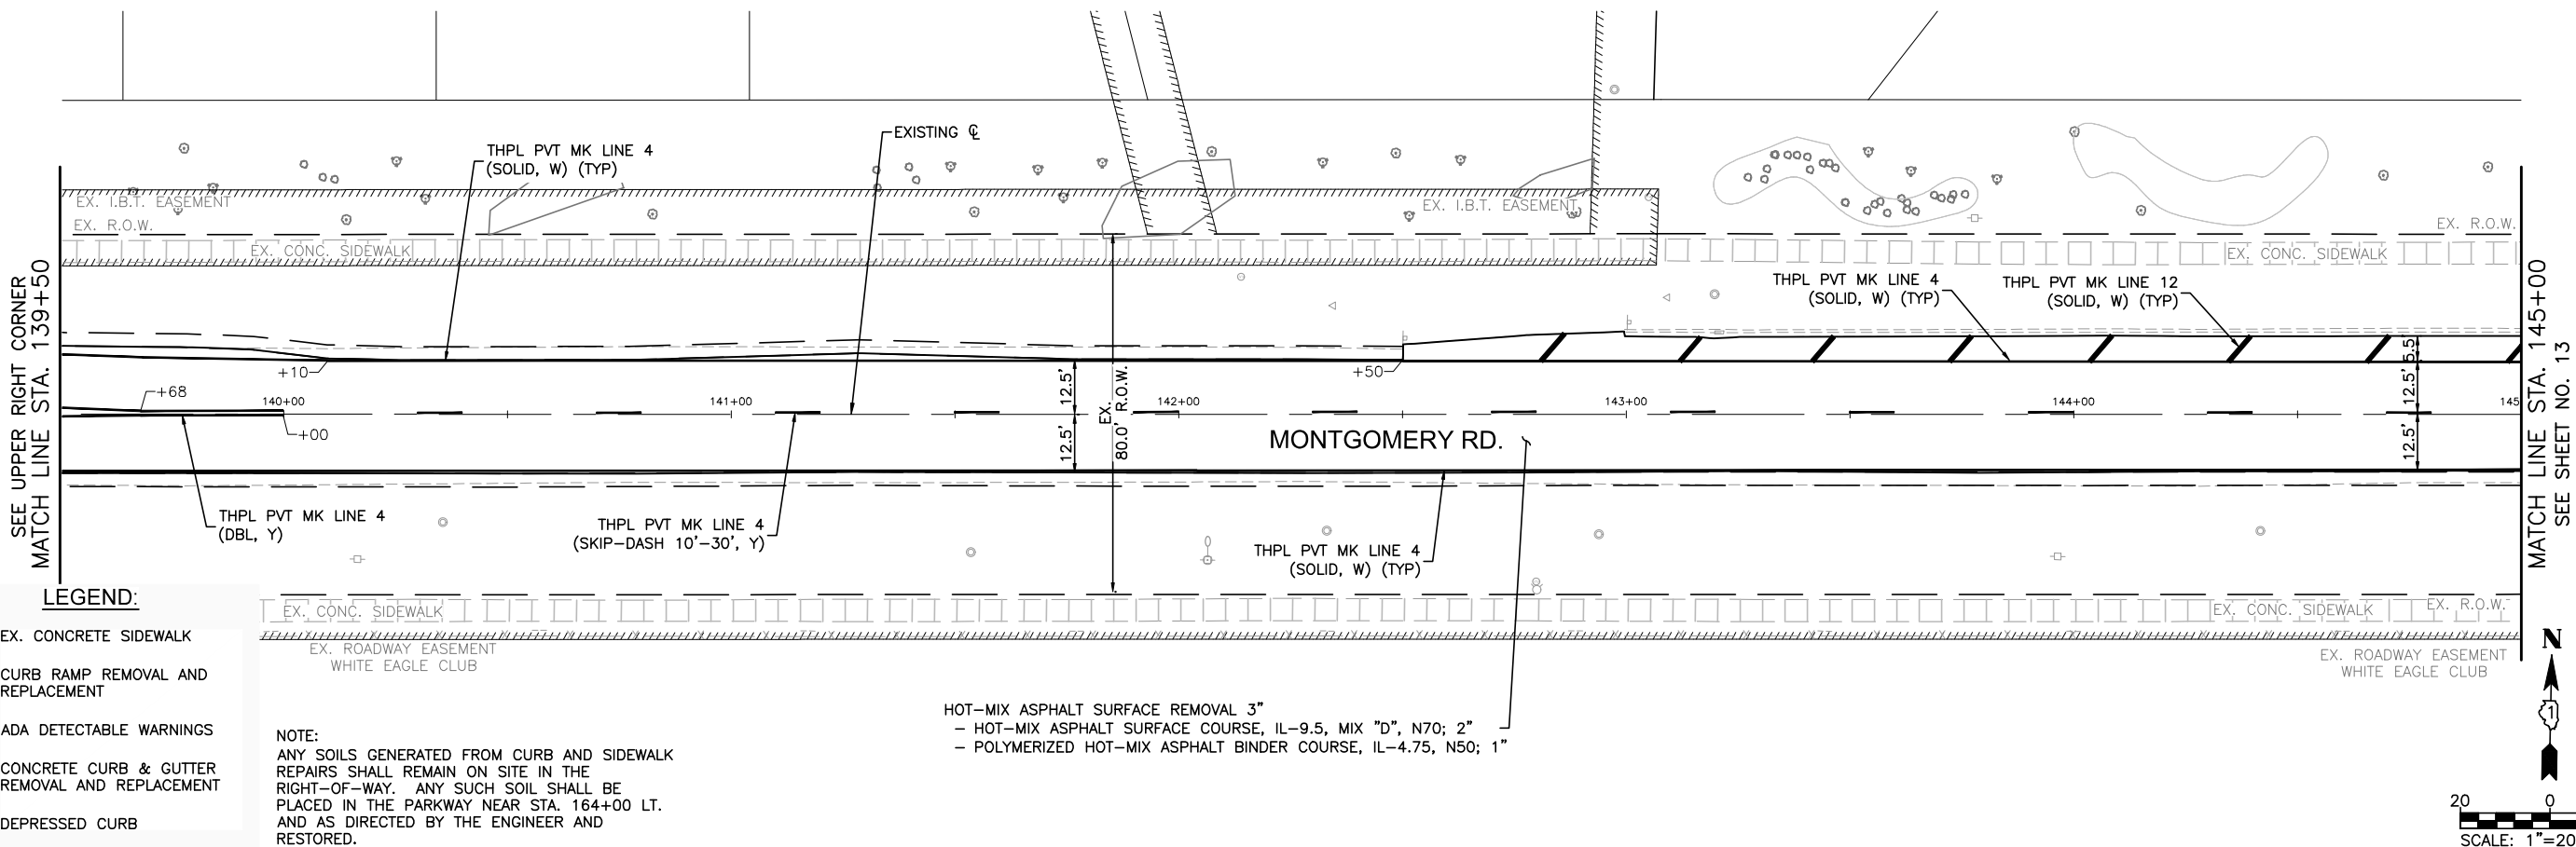 EXISTING ℄
THPL PVT MK LINE 4
(SOLID, W) (TYP)
EX. I.B.T. EASEMENT
EX. I.B.T. EASEMENT
EX. R.O.W.
EX. R.O.W.
EX. CONC. SIDEWALK
EX. CONC. SIDEWALK
SEE UPPER RIGHT CORNER
MATCH LINE STA. 139+50
THPL PVT MK LINE 4
(SOLID, W) (TYP)
THPL PVT MK LINE 12
(SOLID, W) (TYP)
MATCH LINE STA. 145+00
SEE SHEET NO. 13
+10
+50
+68
140+00
141+00
142+00
143+00
144+00
145
+00
12.5'
12.5'
EX.
80.0' R.O.W.
5.5'
12.5'
12.5'
MONTGOMERY RD.
THPL PVT MK LINE 4
(DBL, Y)
THPL PVT MK LINE 4
(SKIP-DASH 10'-30', Y)
THPL PVT MK LINE 4
(SOLID, W) (TYP)
EX. CONC. SIDEWALK
EX. CONC. SIDEWALK
EX. R.O.W.
EX. ROADWAY EASEMENT
WHITE EAGLE CLUB
EX. ROADWAY EASEMENT
WHITE EAGLE CLUB
LEGEND:
EX. CONCRETE SIDEWALK
CURB RAMP REMOVAL AND
REPLACEMENT
ADA DETECTABLE WARNINGS
CONCRETE CURB & GUTTER
REMOVAL AND REPLACEMENT
DEPRESSED CURB
NOTE:
ANY SOILS GENERATED FROM CURB AND SIDEWALK
REPAIRS SHALL REMAIN ON SITE IN THE
RIGHT-OF-WAY. ANY SUCH SOIL SHALL BE
PLACED IN THE PARKWAY NEAR STA. 164+00 LT.
AND AS DIRECTED BY THE ENGINEER AND
RESTORED.
HOT-MIX ASPHALT SURFACE REMOVAL 3"
- HOT-MIX ASPHALT SURFACE COURSE, IL-9.5, MIX "D", N70; 2"
- POLYMERIZED HOT-MIX ASPHALT BINDER COURSE, IL-4.75, N50; 1"
N
1
20 0
SCALE: 1"=20